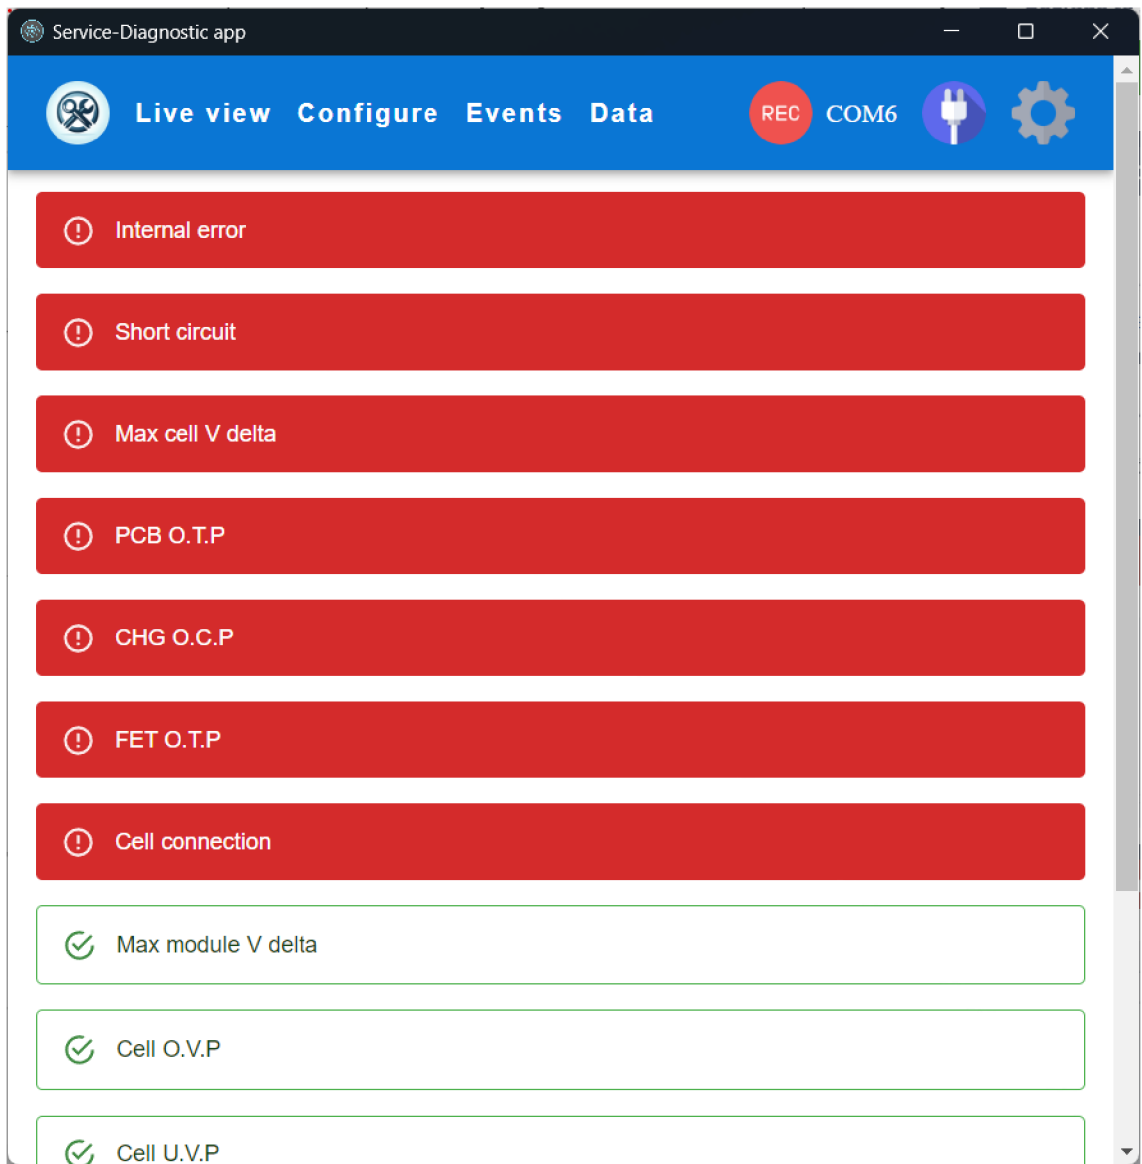 Service-Diagnostic app
Live view Configure Events Data REC COM6
Internal error
Short circuit
Max cell V delta
PCB O.T.P
CHG O.C.P
FET O.T.P
Cell connection
Max module V delta
Cell O.V.P
Cell U.V.P